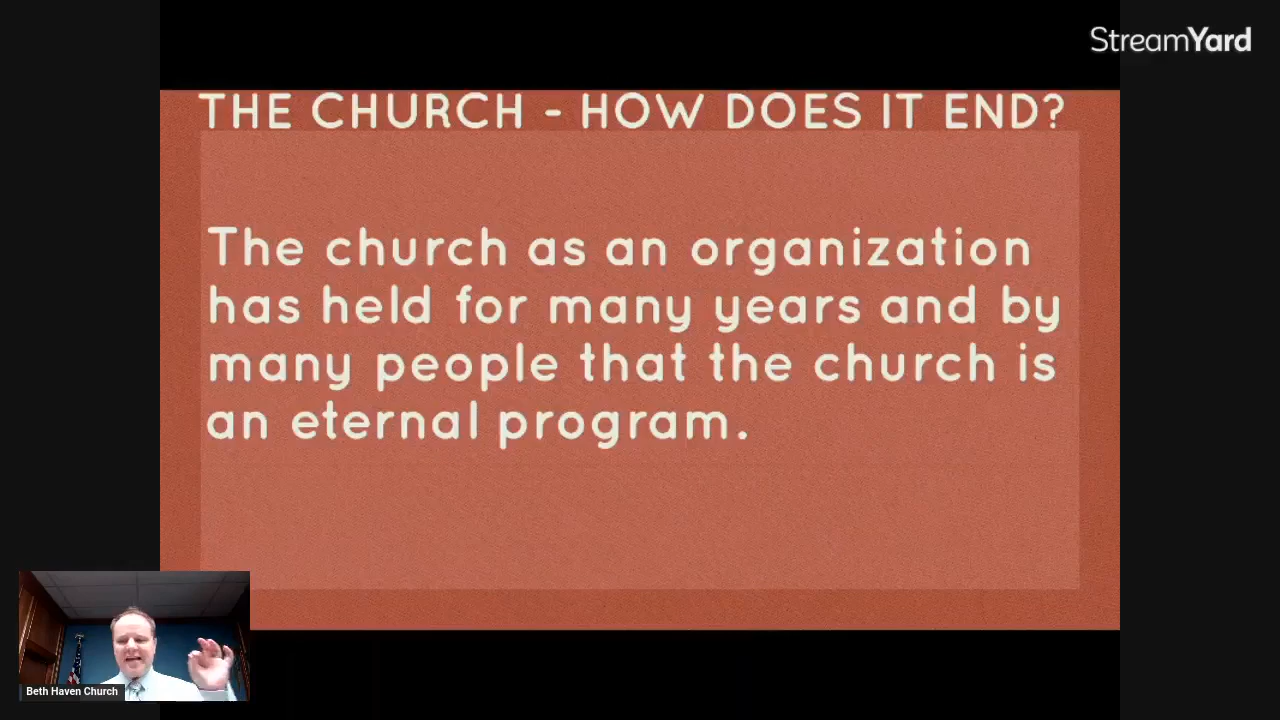 StreamYard
THE CHURCH - HOW DOES IT END?
The church as an organization
has held for many years and by
many people that the church is
an eternal program.
Beth Haven Church